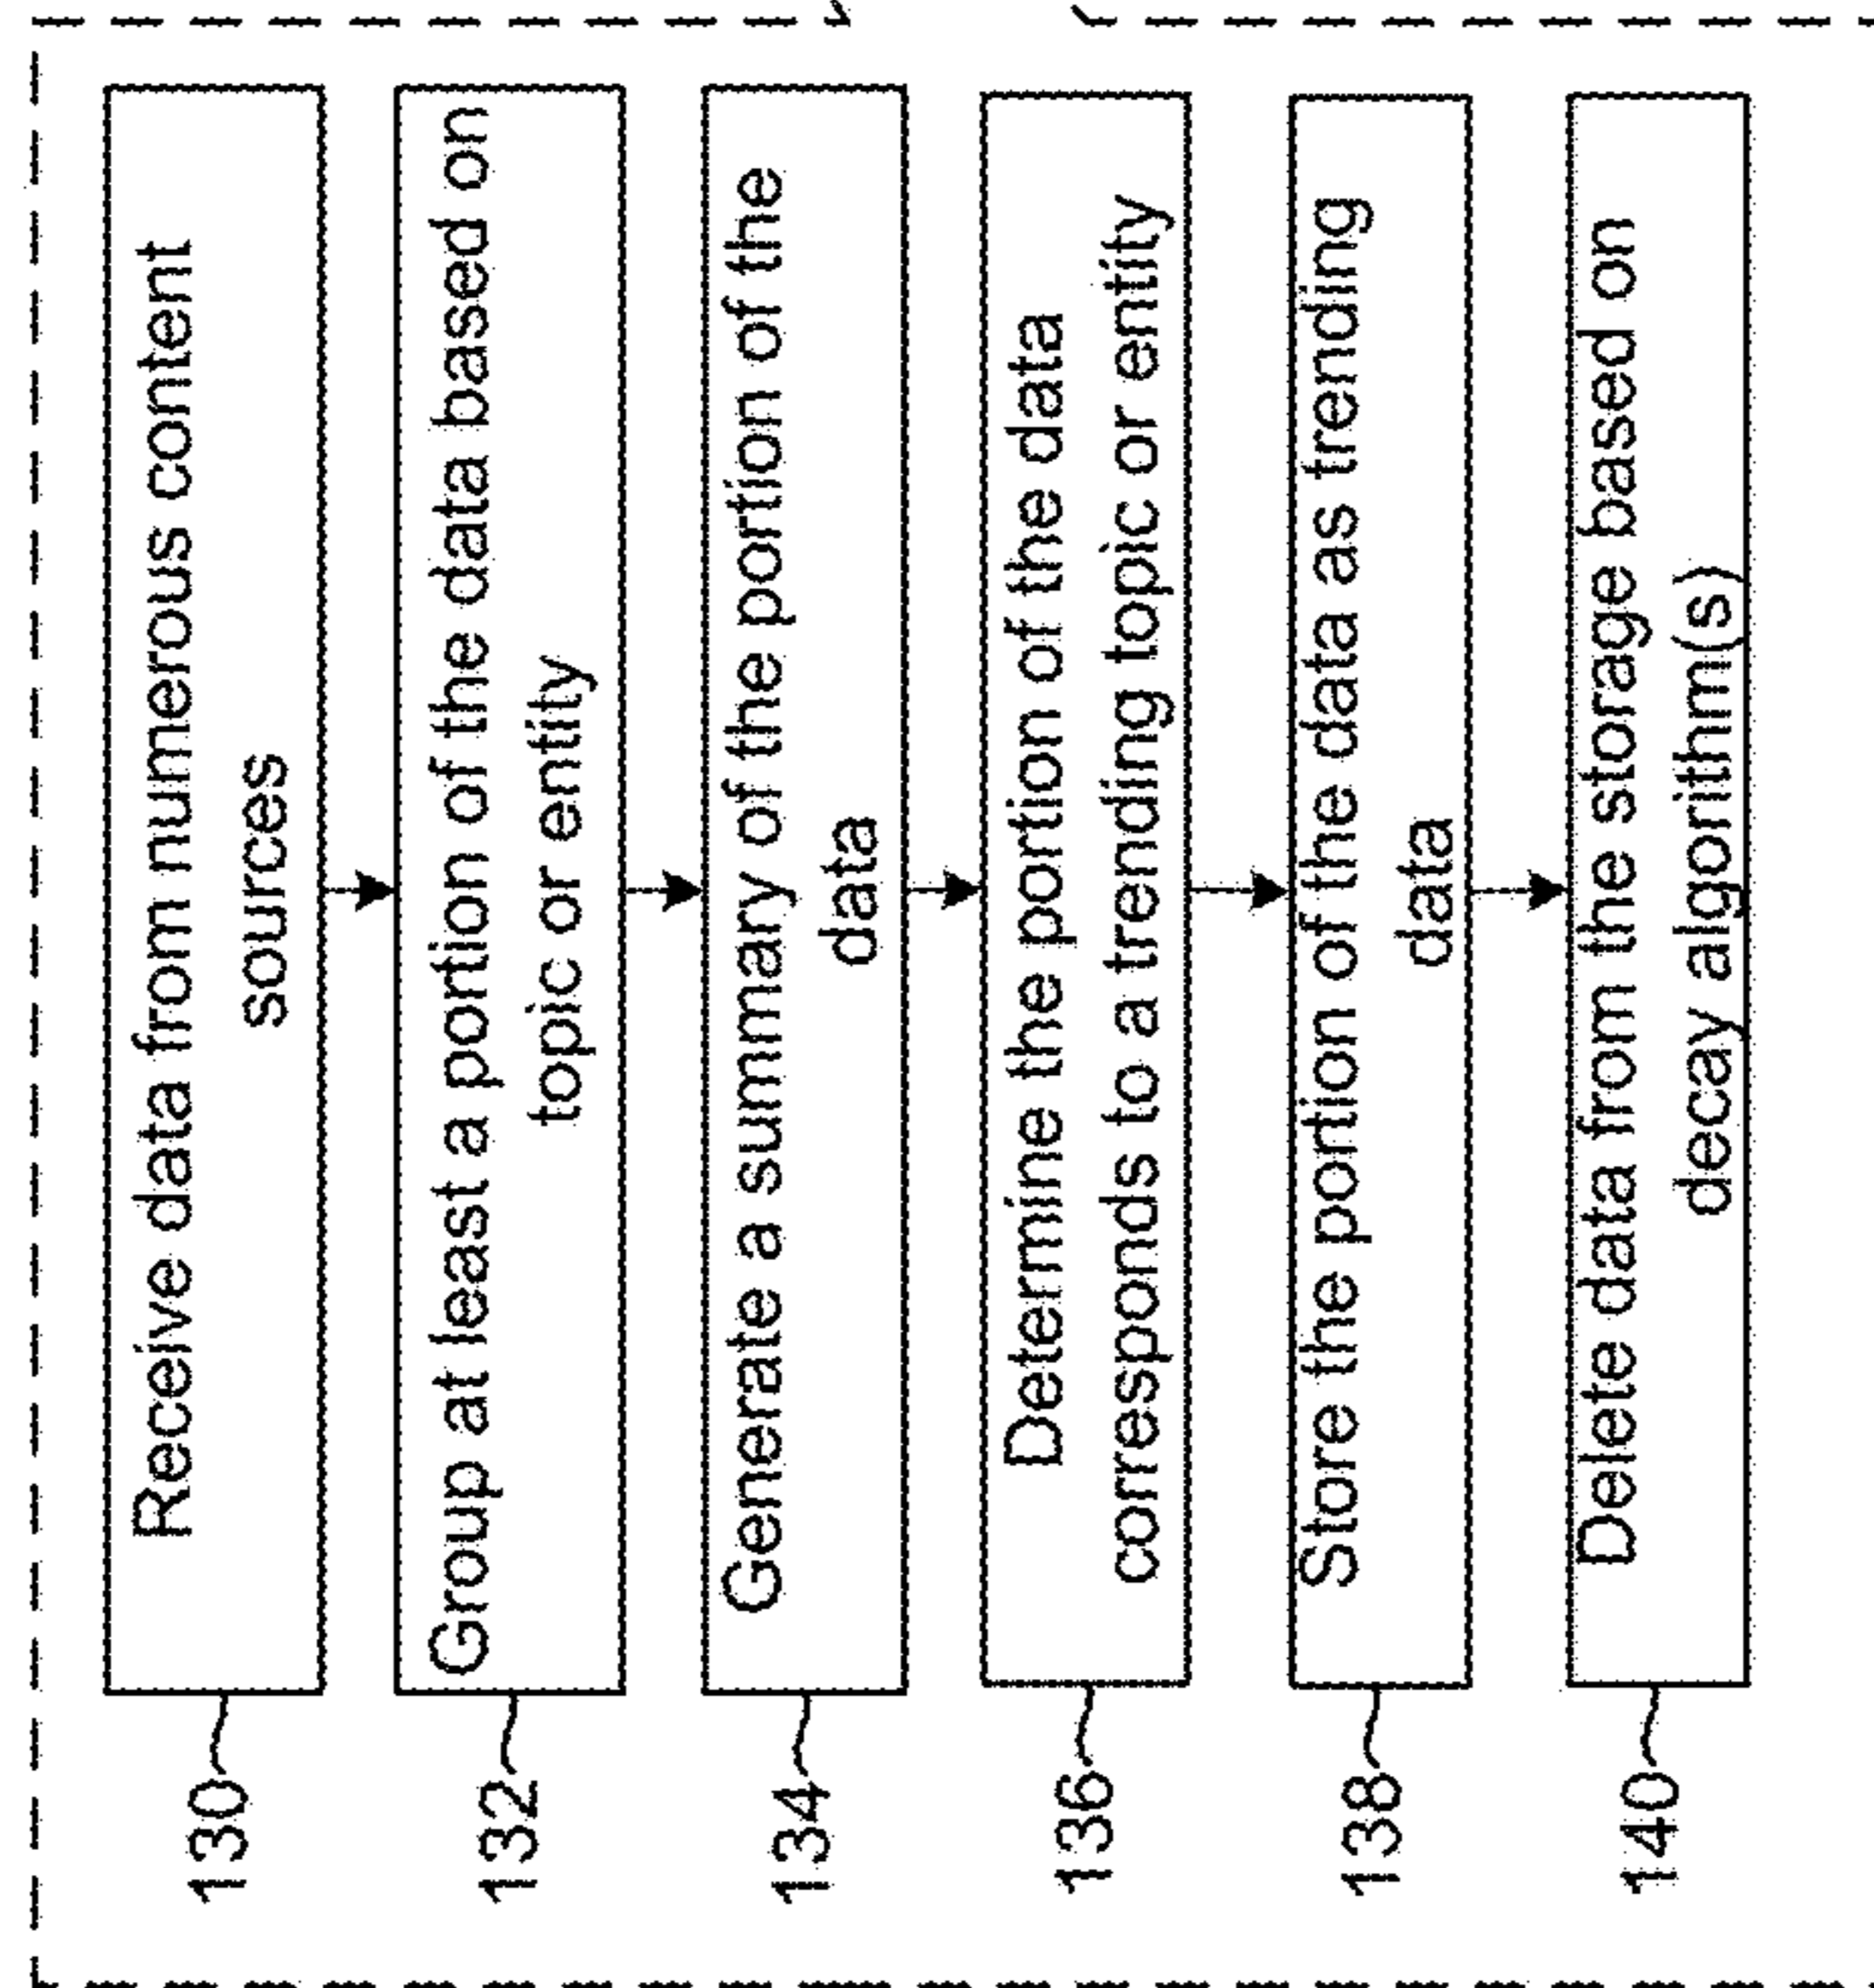 130
Receive data from numerous content
sources
132
Group at least a portion of the data based on
topic or entity
134
Generate a summary of the portion of the
data
136
Determine the portion of the data
corresponds to a trending topic or entity
138
Store the portion of the data as trending
data
140
Delete data from the storage based on
decay algorithm(s)